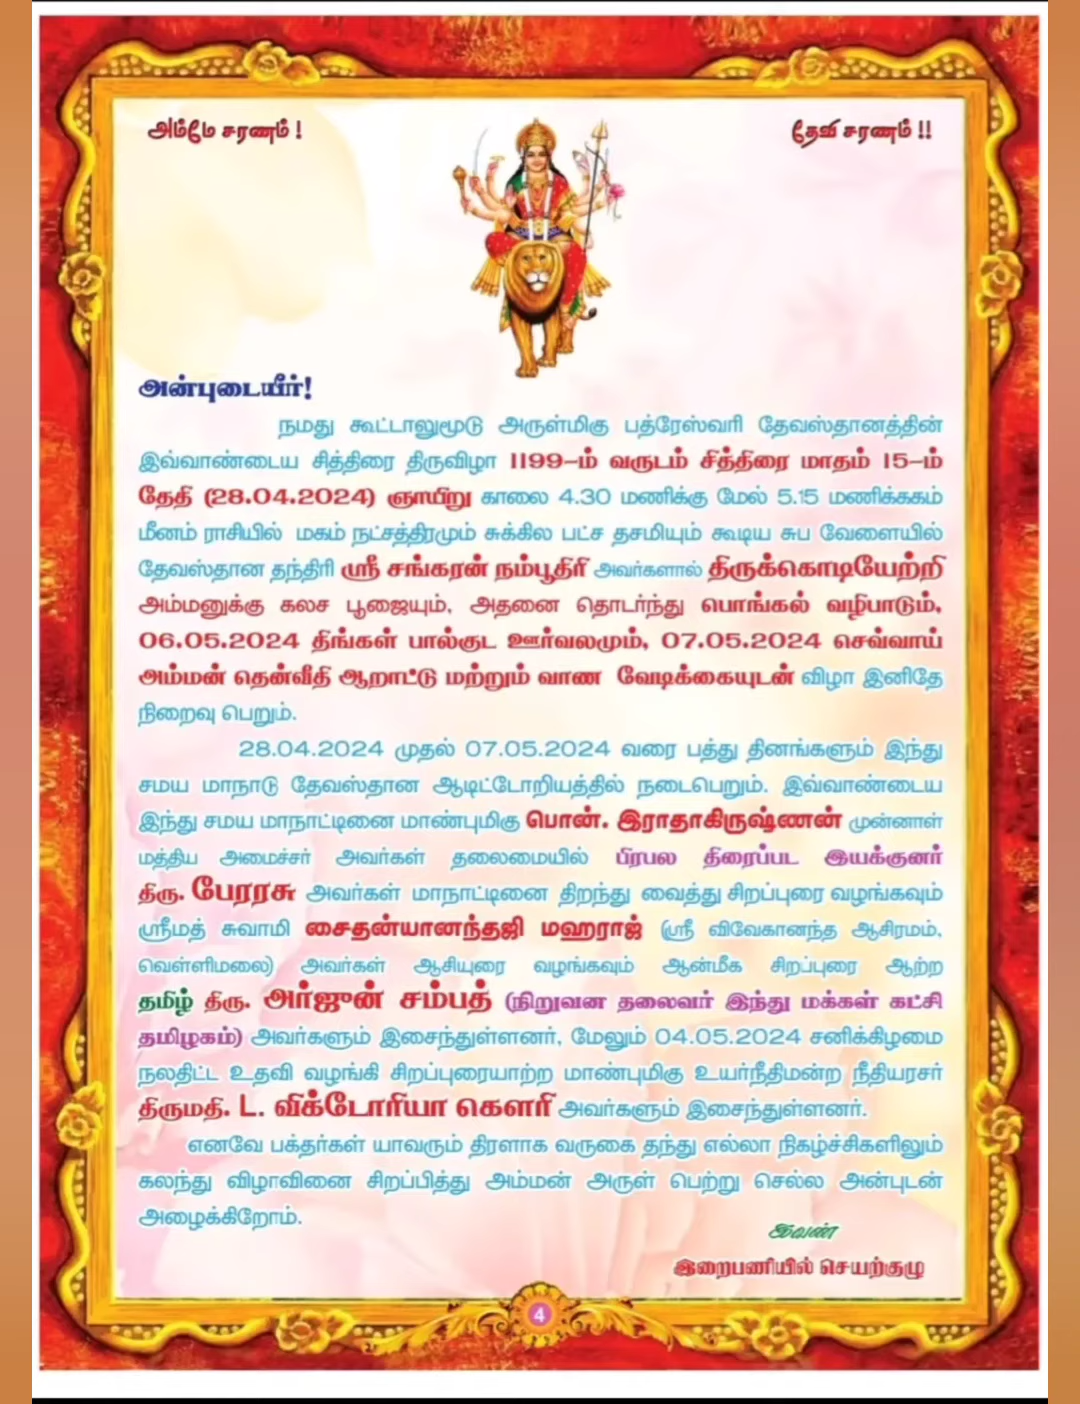 அம்மே சரணம் ! தேவி சரணம் !!
அன்புடையீர்!
நமது கூட்டாலுமூடு அருள்மிகு பத்ரேஸ்வரி தேவஸ்தானத்தின்
இவ்வாண்டைய சித்திரை திருவிழா 1199-ம் வருடம் சித்திரை மாதம் 15-ம்
தேதி (28.04.2024) ஞாயிறு காலை 4.30 மணிக்கு மேல் 5.15 மணிக்ககம்
மீனம் ராசியில் மகம் நட்சத்திரமும் சுக்கில பட்ச தசமியும் கூடிய சுப வேளையில்
தேவஸ்தான தந்திரி ஸ்ரீ சங்கரன் நம்பூதிரி அவர்களால் திருக்கொடியேற்றி
அம்மனுக்கு கலச பூஜையும், அதனை தொடர்ந்து பொங்கல் வழிபாடும்,
06.05.2024 திங்கள் பால்குட ஊர்வலமும், 07.05.2024 செவ்வாய்
அம்மன் தென்வீதி ஆறாட்டு மற்றும் வாண வேடிக்கையுடன் விழா இனிதே
நிறைவு பெறும்.
28.04.2024 முதல் 07.05.2024 வரை பத்து தினங்களும் இந்து
சமய மாநாடு தேவஸ்தான ஆடிட்டோறியத்தில் நடைபெறும். இவ்வாண்டைய
இந்து சமய மாநாட்டினை மாண்புமிகு பொன். இராதாகிருஷ்ணன் முன்னாள்
மத்திய அமைச்சர் அவர்கள் தலைமையில் பிரபல திரைப்பட இயக்குனர்
திரு. பேரரசு அவர்கள் மாநாட்டினை திறந்து வைத்து சிறப்புரை வழங்கவும்
ஸ்ரீமத் சுவாமி சைதன்யானந்தஜி மஹராஜ் (ஸ்ரீ விவேகானந்த ஆசிரமம்,
வெள்ளிமலை) அவர்கள் ஆசியுரை வழங்கவும் ஆன்மீக சிறப்புரை ஆற்ற
தமிழ் திரு. அர்ஜுன் சம்பத் (நிறுவன தலைவர் இந்து மக்கள் கட்சி
தமிழகம்) அவர்களும் இசைந்துள்ளனர், மேலும் 04.05.2024 சனிக்கிழமை
நலதிட்ட உதவி வழங்கி சிறப்புரையாற்ற மாண்புமிகு உயர்நீதிமன்ற நீதியரசர்
திருமதி. L. விக்டோரியா கௌரி அவர்களும் இசைந்துள்ளனர்.
எனவே பக்தர்கள் யாவரும் திரளாக வருகை தந்து எல்லா நிகழ்ச்சிகளிலும்
கலந்து விழாவினை சிறப்பித்து அம்மன் அருள் பெற்று செல்ல அன்புடன்
அழைக்கிறோம்.
இவண்
இறைபணியில் செயற்குழு
4